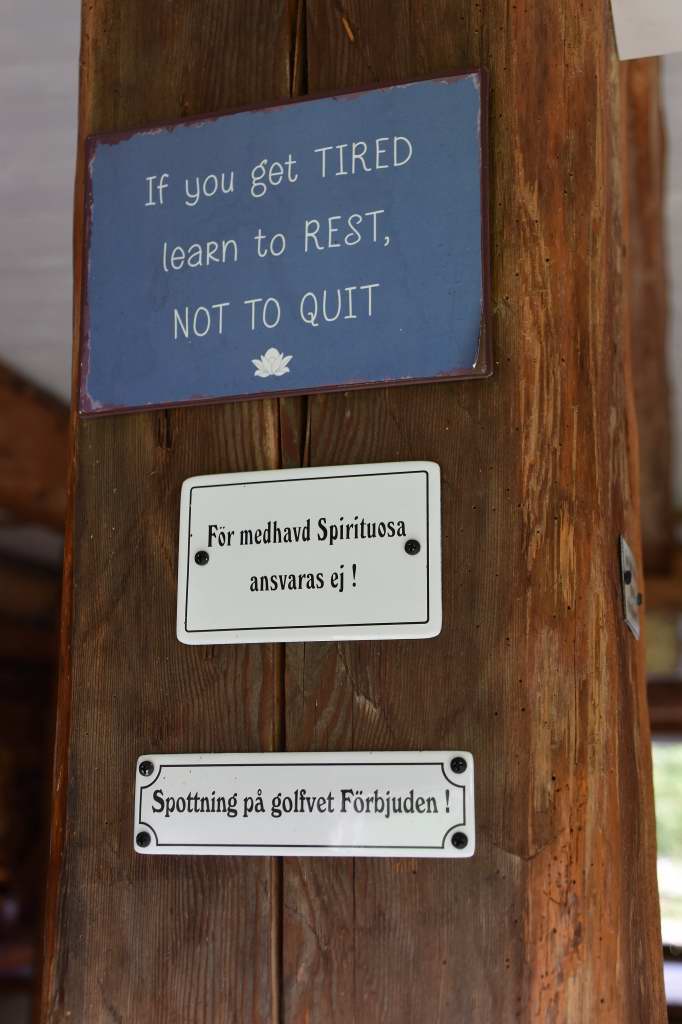 If you get TIRED
learn to REST,
NOT TO QUIT
För medhavd Spirituosa
ansvaras ej !
Spottning på golfvet Förbjuden !